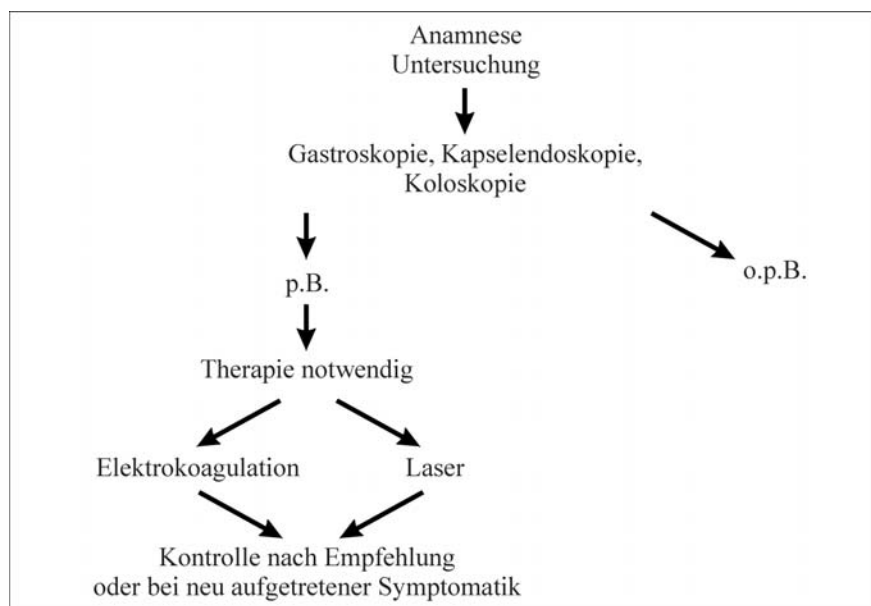 Anamnese
Untersuchung
Gastroskopie, Kapselendoskopie,
Koloskopie
o.p.B.
p.B.
Therapie notwendig
Elektrokoagulation
Laser
Kontrolle nach Empfehlung
oder bei neu aufgetretener Symptomatik